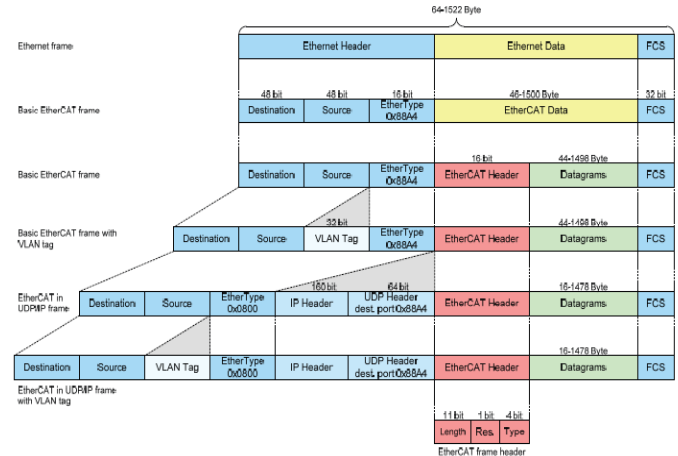 64-1522 Byte
Ethernet frame
Ethernet Header
Ethernet Data
FCS
48 bit
48 bit
16 bit
46-1500 Byte
32 bit
Basic EtherCAT frame
Destination
Source
EtherType
0x88A4
EtherCAT Data
FCS
16 bit
44-1498 Byte
Basic EtherCAT frame
Destination
Source
EtherType
0x88A4
EtherCAT Header
Datagrams
FCS
32 bit
44-1498 Byte
Basic EtherCAT frame with
VLAN tag
Destination
Source
VLAN Tag
EtherType
0x88A4
EtherCAT Header
Datagrams
FCS
160 bit
64 bit
16-1478 Byte
EtherCAT in
UDP/IP frame
Destination
Source
EtherType
0x0800
IP Header
UDP Header
dest. port 0x88A4
EtherCAT Header
Datagrams
FCS
16-1478 Byte
Destination
Source
VLAN Tag
EtherType
0x0800
IP Header
UDP Header
dest. port 0x88A4
EtherCAT Header
Datagrams
FCS
EtherCAT in UDP/IP frame
with VLAN tag
11 bit
1 bit
4 bit
Length
Res.
Type
EtherCAT frame header